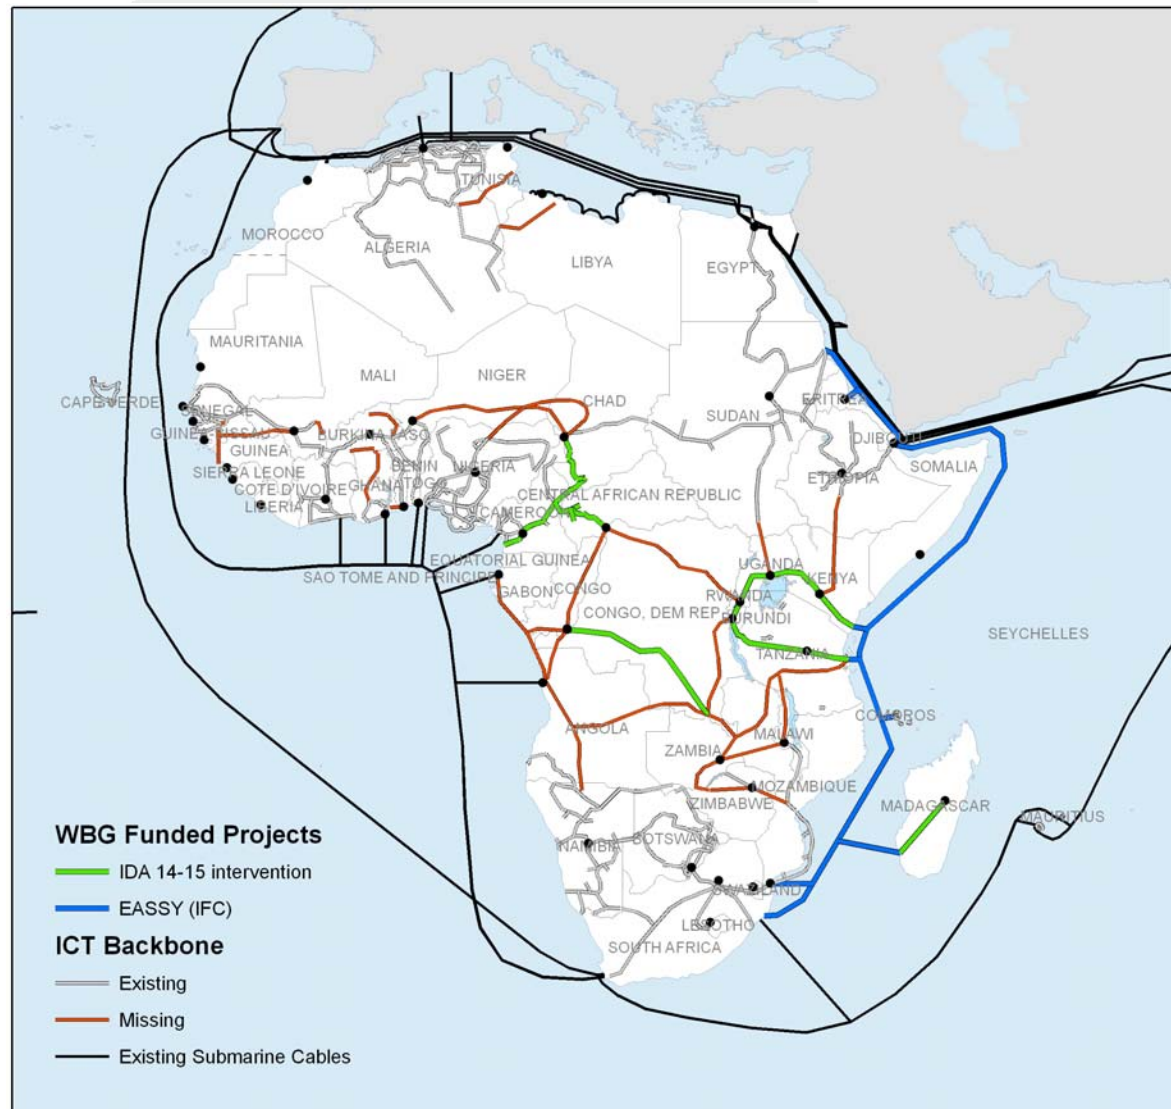 TUNISIA
MOROCCO
ALGERIA
LIBYA
EGYPT
MAURITANIA
MALI
NIGER
CHAD
CAPE VERDE
SENEGAL
SUDAN
ERITREA
GUINEA BISSAU
BURKINA FASO
DJIBOUTI
GUINEA
BENIN
NIGERIA
SOMALIA
SIERRA LEONE
TOGO
ETHIOPIA
COTE D'IVOIRE
GHANA
CENTRAL AFRICAN REPUBLIC
LIBERIA
CAMEROON
EQUATORIAL GUINEA
UGANDA
SAO TOME AND PRINCIPE
KENYA
GABON
CONGO
RWANDA
CONGO, DEM REP
BURUNDI
SEYCHELLES
TANZANIA
COMOROS
ANGOLA
MALAWI
ZAMBIA
MOZAMBIQUE
ZIMBABWE
MADAGASCAR
MAURITIUS
BOTSWANA
NAMIBIA
SWAZILAND
LESOTHO
SOUTH AFRICA
WBG Funded Projects
IDA 14-15 intervention
EASSY (IFC)
ICT Backbone
Existing
Missing
Existing Submarine Cables